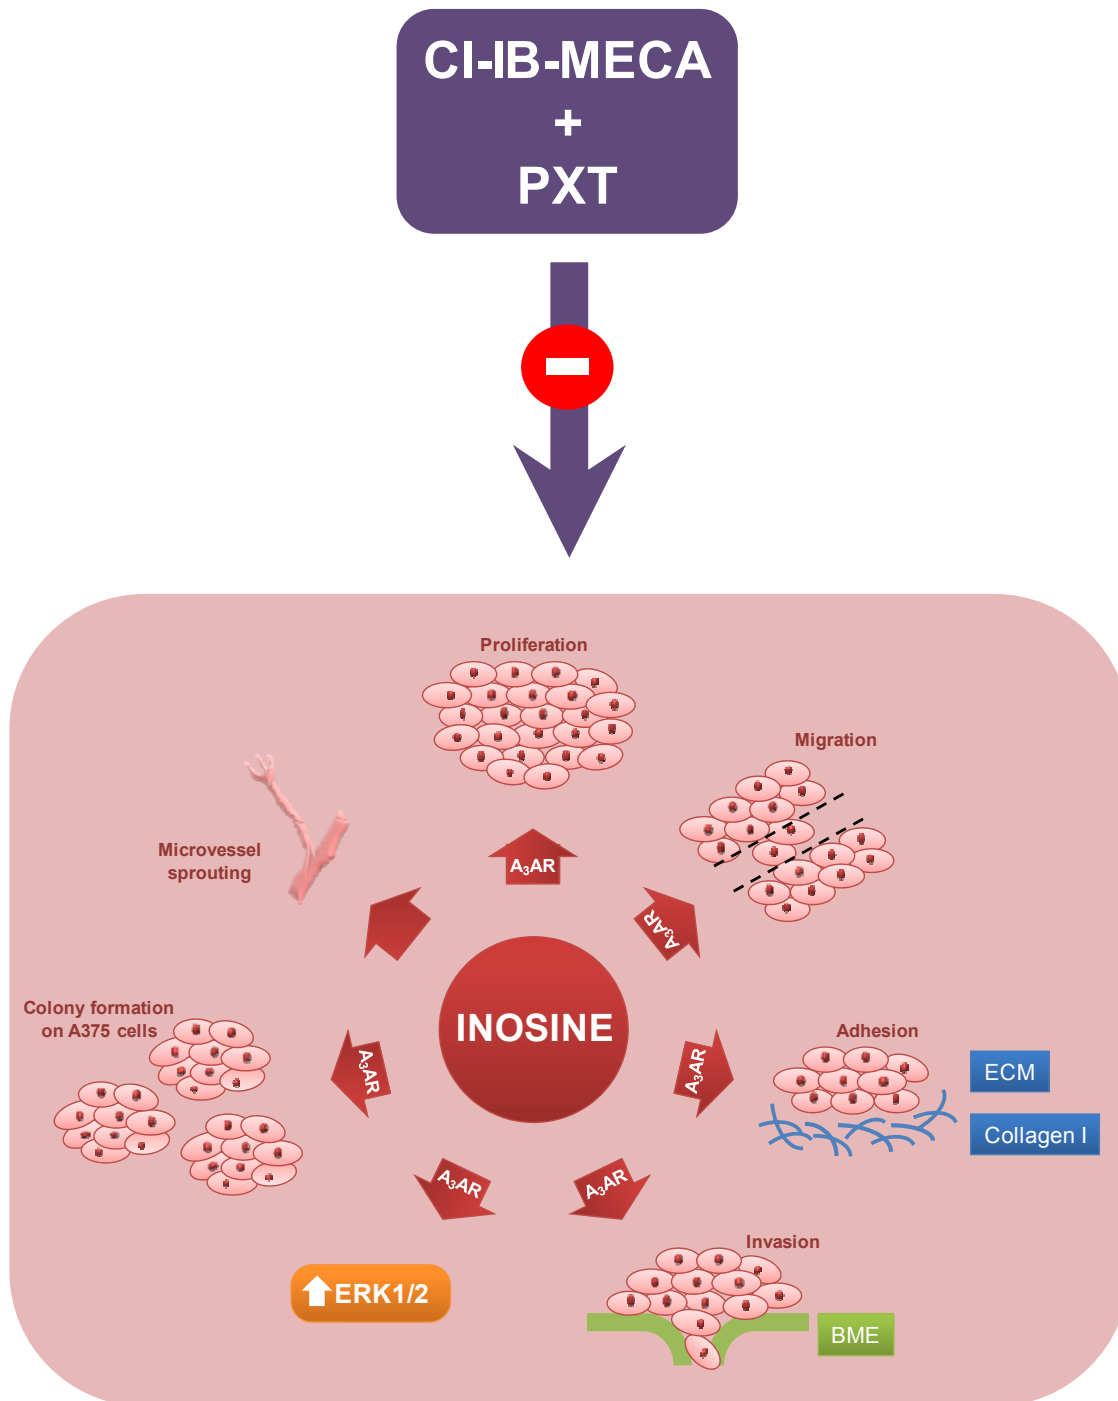 CI-IB-MECA
+
PXT
Proliferation
Migration
Microvessel
sprouting
A₃AR
A₃AR
Colony formation
on A375 cells
INOSINE
Adhesion
ECM
Collagen I
A₃AR
A₃AR
A₃AR
A₃AR
Invasion
ERK1/2
BME